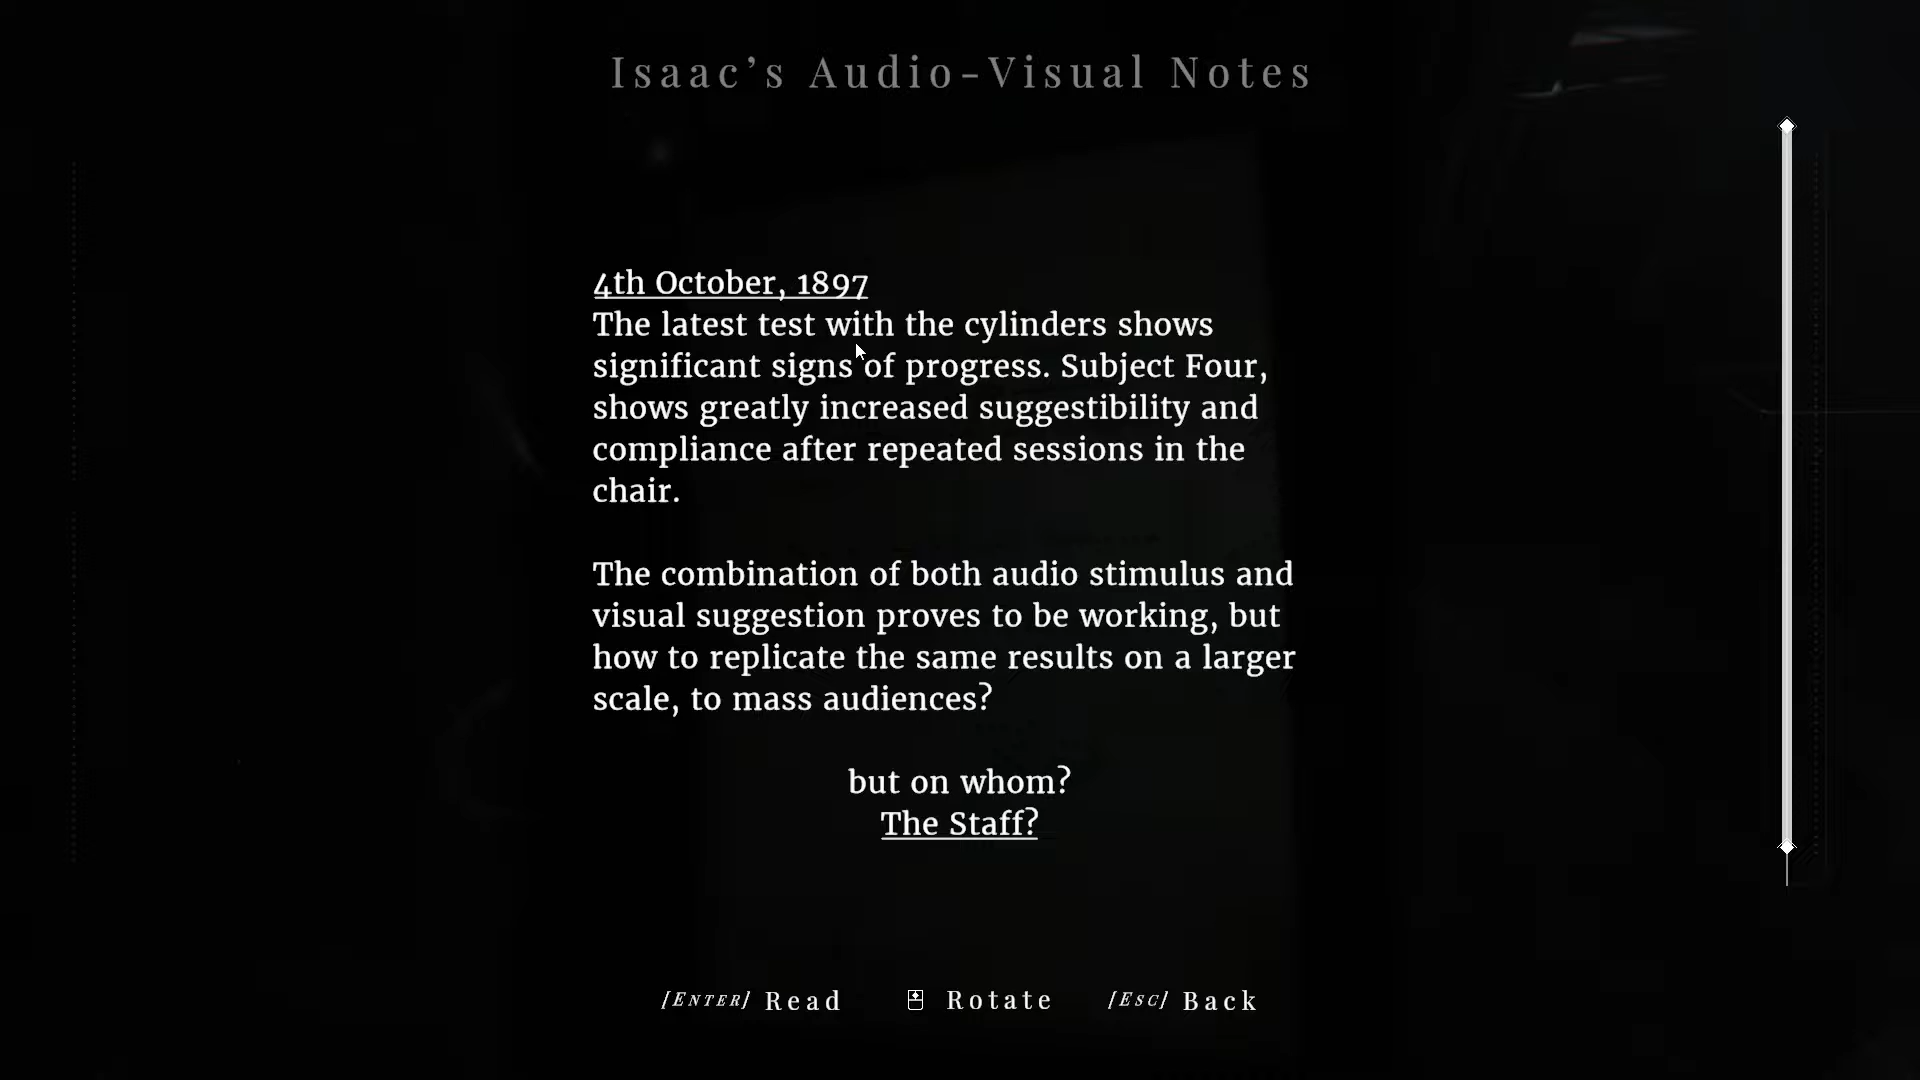 Isaac's Audio-Visual Notes
4th October, 1897
The latest test with the cylinders shows
significant signs of progress. Subject Four,
shows greatly increased suggestibility and
compliance after repeated sessions in the
chair.
The combination of both audio stimulus and
visual suggestion proves to be working, but
how to replicate the same results on a larger
scale, to mass audiences?
but on whom?
The Staff?
[Enter] Read Rotate [Esc] Back